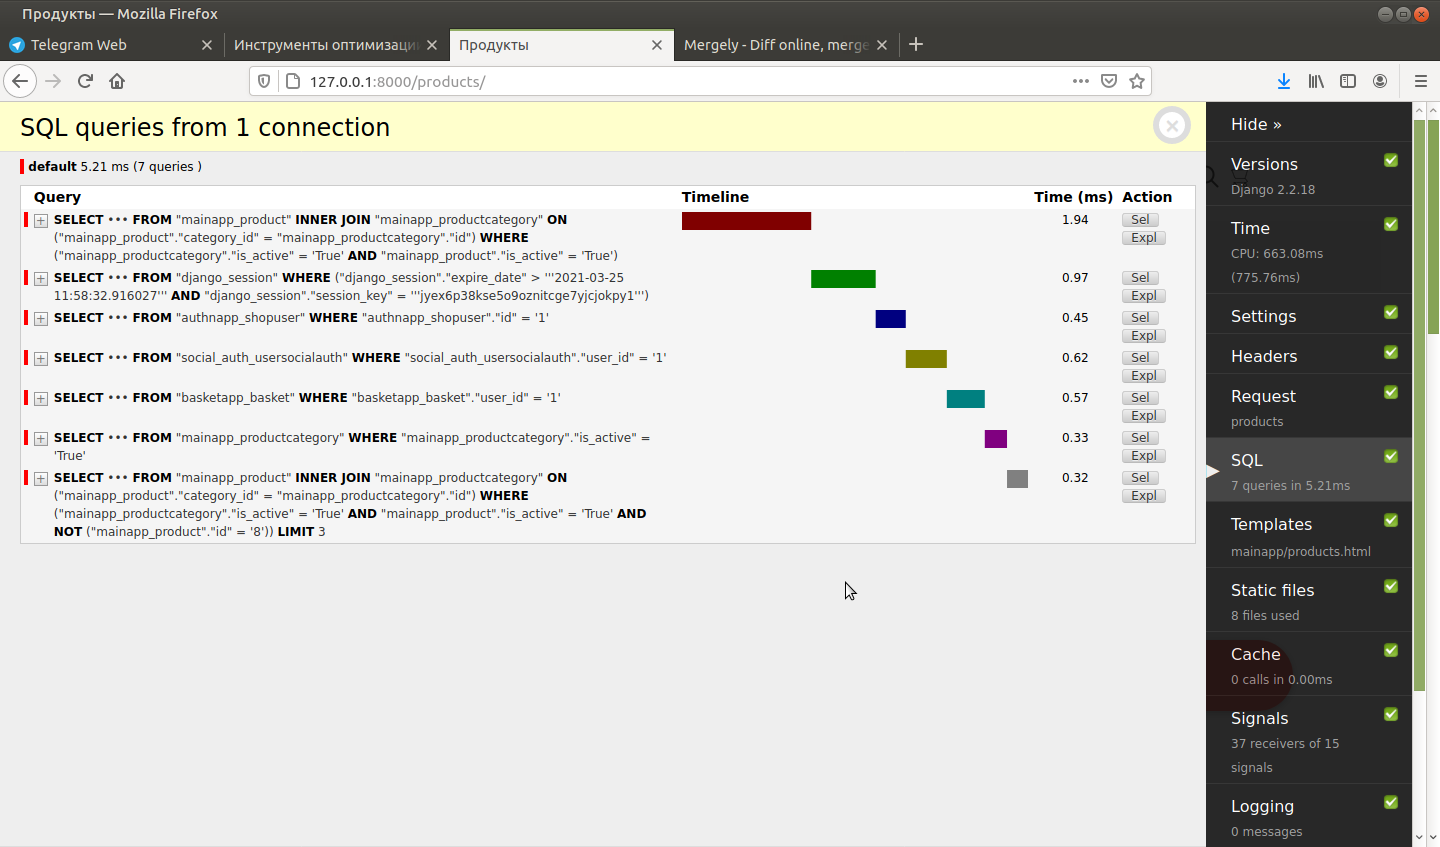 Продукты — Mozilla Firefox
Telegram Web
Инструменты оптимизаци
Продукты
Mergely - Diff online, merge
127.0.0.1:8000/products/
SQL queries from 1 connection
default 5.21 ms (7 queries )
Query Timeline Time (ms) Action
SELECT ••• FROM "mainapp_product" INNER JOIN "mainapp_productcategory" ON 1.94 Sel
("mainapp_product"."category_id" = "mainapp_productcategory"."id") WHERE Expl
("mainapp_productcategory"."is_active" = 'True' AND "mainapp_product"."is_active" = 'True')
SELECT ••• FROM "django_session" WHERE ("django_session"."expire_date" > '''2021-03-25 0.97 Sel
11:58:32.916027''' AND "django_session"."session_key" = '''jyex6p38kse5o9oznitcge7yjcjokpy1''') Expl
SELECT ••• FROM "authnapp_shopuser" WHERE "authnapp_shopuser"."id" = '1' 0.45 Sel
Expl
SELECT ••• FROM "social_auth_usersocialauth" WHERE "social_auth_usersocialauth"."user_id" = '1' 0.62 Sel
Expl
SELECT ••• FROM "basketapp_basket" WHERE "basketapp_basket"."user_id" = '1' 0.57 Sel
Expl
SELECT ••• FROM "mainapp_productcategory" WHERE "mainapp_productcategory"."is_active" = 0.33 Sel
'True' Expl
SELECT ••• FROM "mainapp_product" INNER JOIN "mainapp_productcategory" ON 0.32 Sel
("mainapp_product"."category_id" = "mainapp_productcategory"."id") WHERE Expl
("mainapp_productcategory"."is_active" = 'True' AND "mainapp_product"."is_active" = 'True' AND
NOT ("mainapp_product"."id" = '8')) LIMIT 3
Hide »
Versions
Django 2.2.18
Time
CPU: 663.08ms
(775.76ms)
Settings
Headers
Request
products
SQL
7 queries in 5.21ms
Templates
mainapp/products.html
Static files
8 files used
Cache
0 calls in 0.00ms
Signals
37 receivers of 15
signals
Logging
0 messages